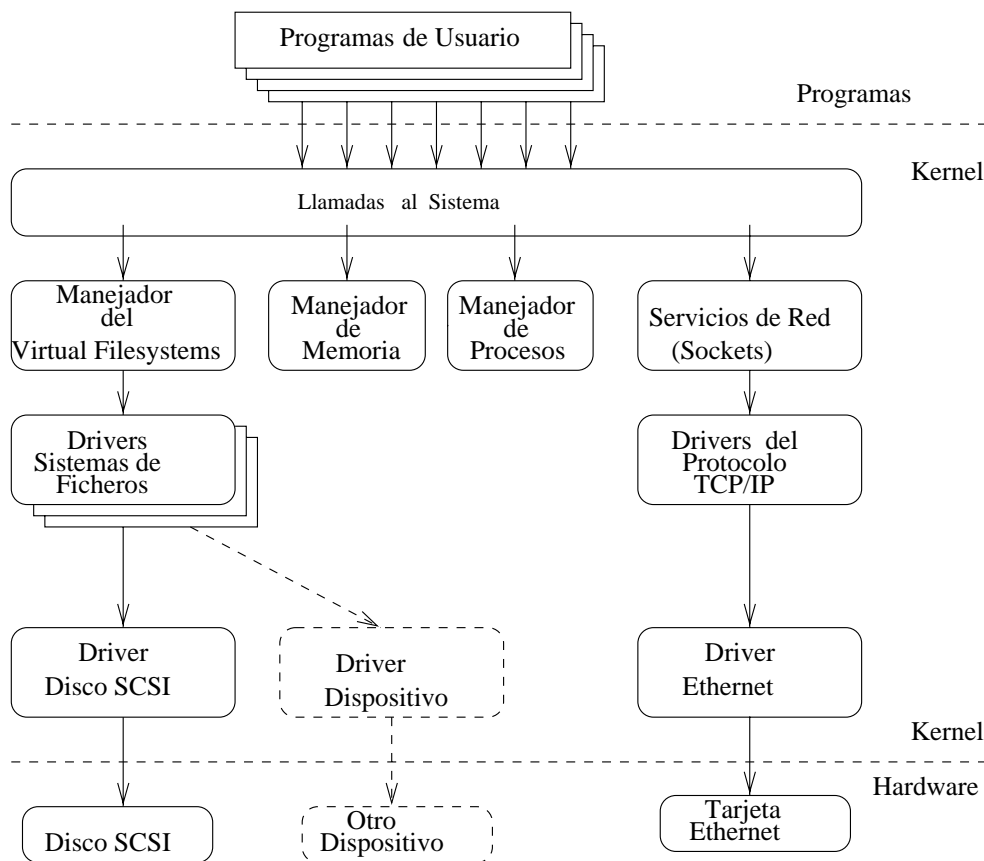 Programas de Usuario
Programas
Kernel
Llamadas al Sistema
Manejador
del
Virtual Filesystems
Manejador
de
Memoria
Manejador
de
Procesos
Servicios de Red
(Sockets)
Drivers
Sistemas de
Ficheros
Drivers del
Protocolo
TCP/IP
Driver
Disco SCSI
Driver
Dispositivo
Driver
Ethernet
Kernel
Hardware
Disco SCSI
Otro
Dispositivo
Tarjeta
Ethernet